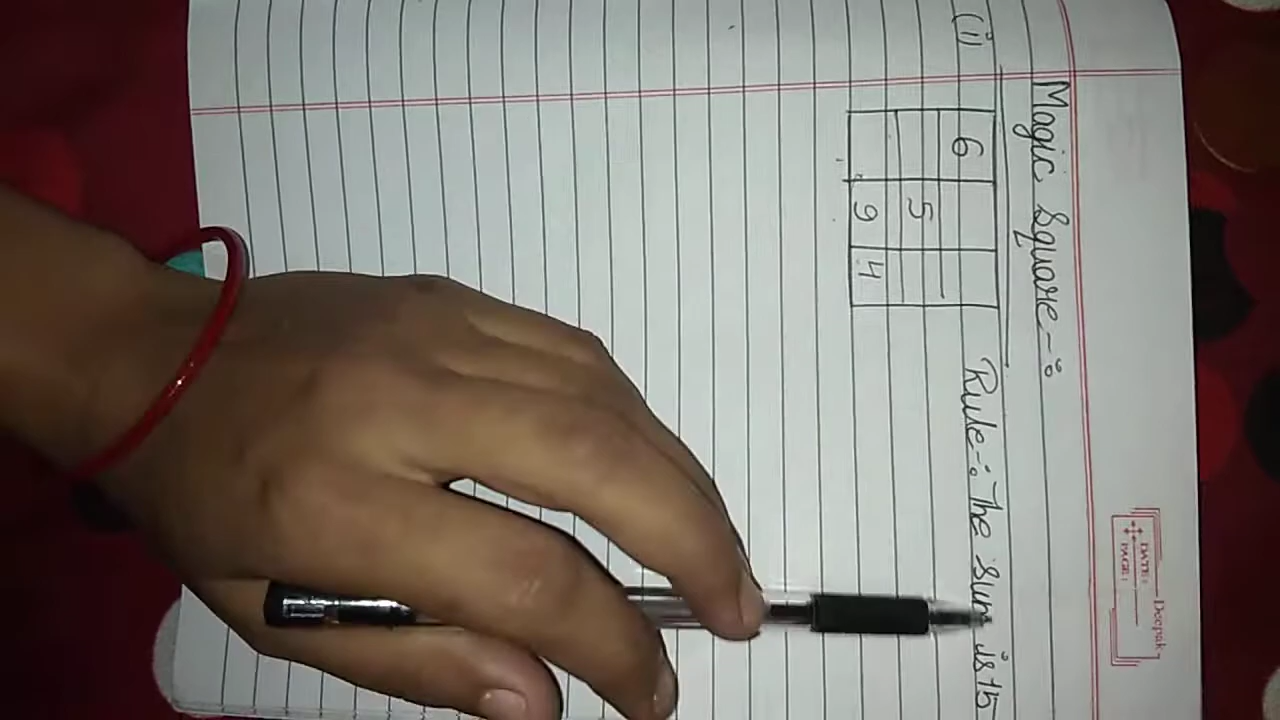 Deepak
DATE:
PAGE:
Magic Square-:
(i)
Rule-: The Sum is 15
6
5
9 4